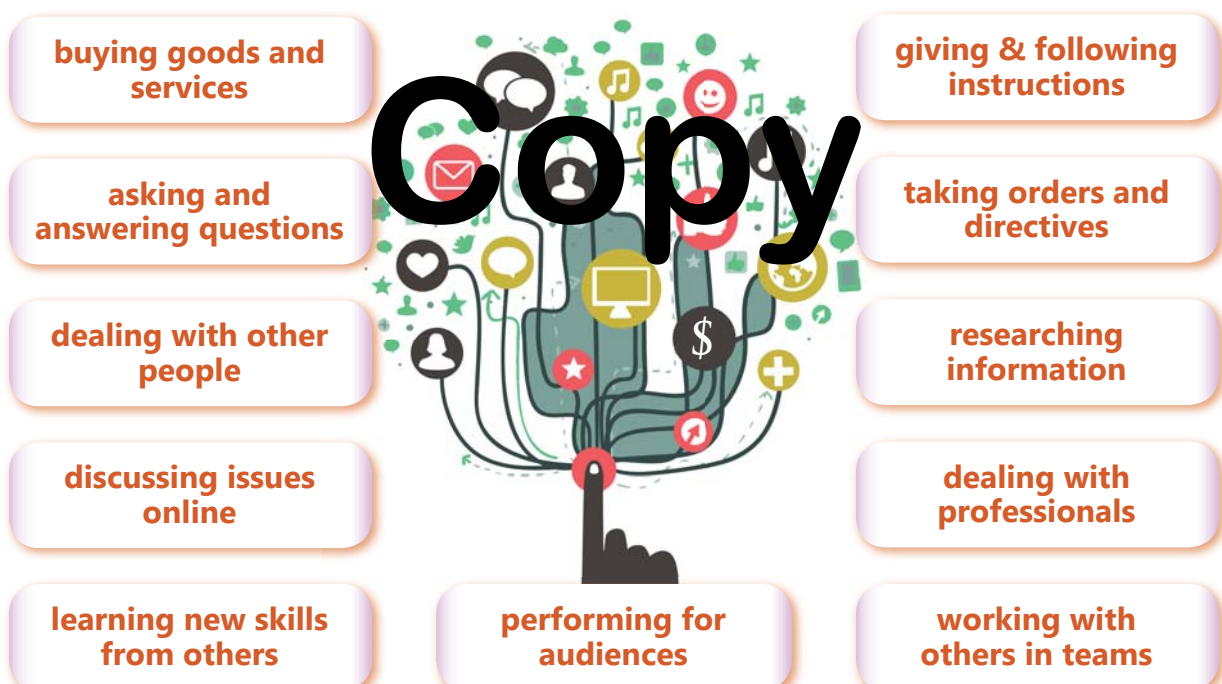 Copy
buying goods and
services
asking and
answering questions
dealing with other
people
discussing issues
online
learning new skills
from others
performing for
audiences
giving & following
instructions
taking orders and
directives
researching
information
dealing with
professionals
working with
others in teams
$